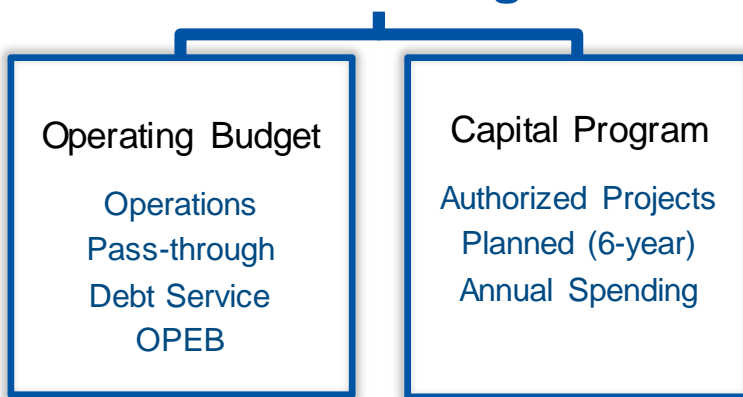 Operating Budget
Operations
Pass-through
Debt Service
OPEB
Capital Program
Authorized Projects
Planned (6-year)
Annual Spending